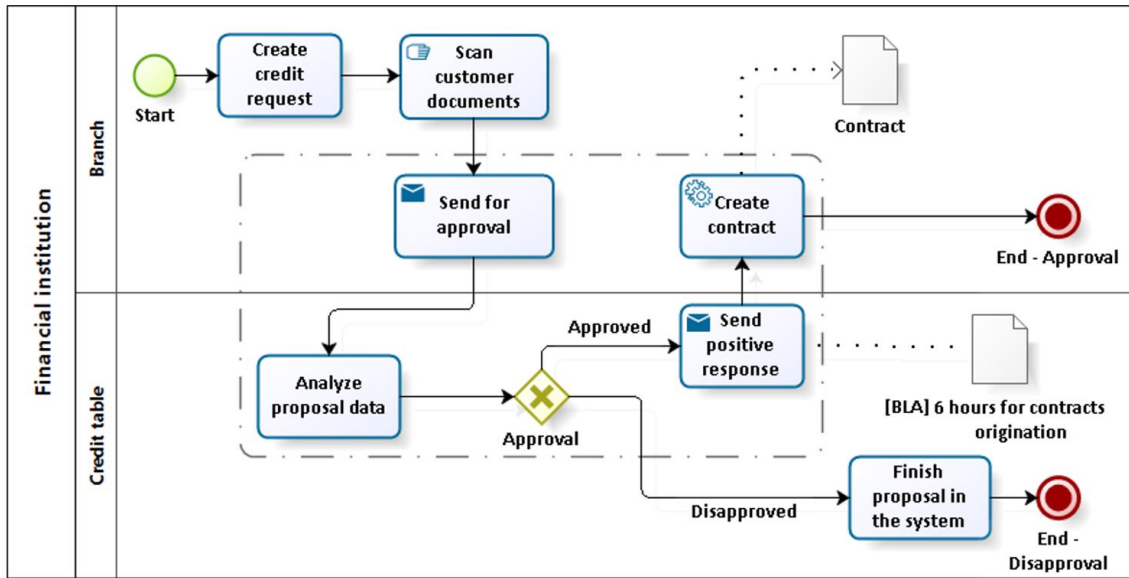 Financial institution
Branch
Start
Create
credit
request
Scan
customer
documents
Contract
Send for
approval
Create
contract
End - Approval
Credit table
Analyze
proposal data
Approval
Approved
Send
positive
response
[BLA] 6 hours for contracts
origination
Disapproved
Finish
proposal in
the system
End -
Disapproval